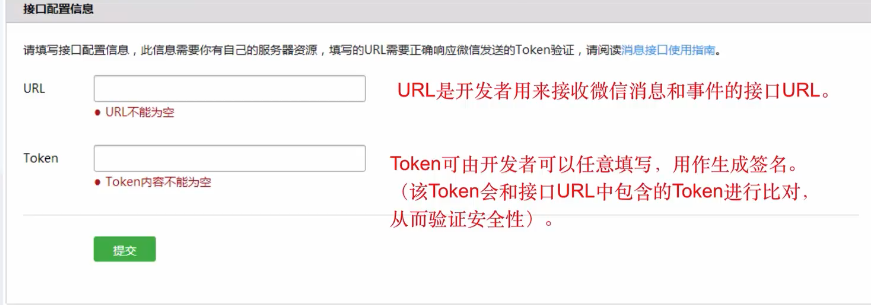 接口配置信息
请填写接口配置信息，此信息需要你有自己的服务器资源，填写的URL需要正确响应微信发送的Token验证，请阅读消息接口使用指南。
URL
URL是开发者用来接收微信消息和事件的接口URL。
• URL不能为空
Token
Token可由开发者可以任意填写，用作生成签名。
（该Token会和接口URL中包含的Token进行比对，
从而验证安全性）。
• Token内容不能为空
提交